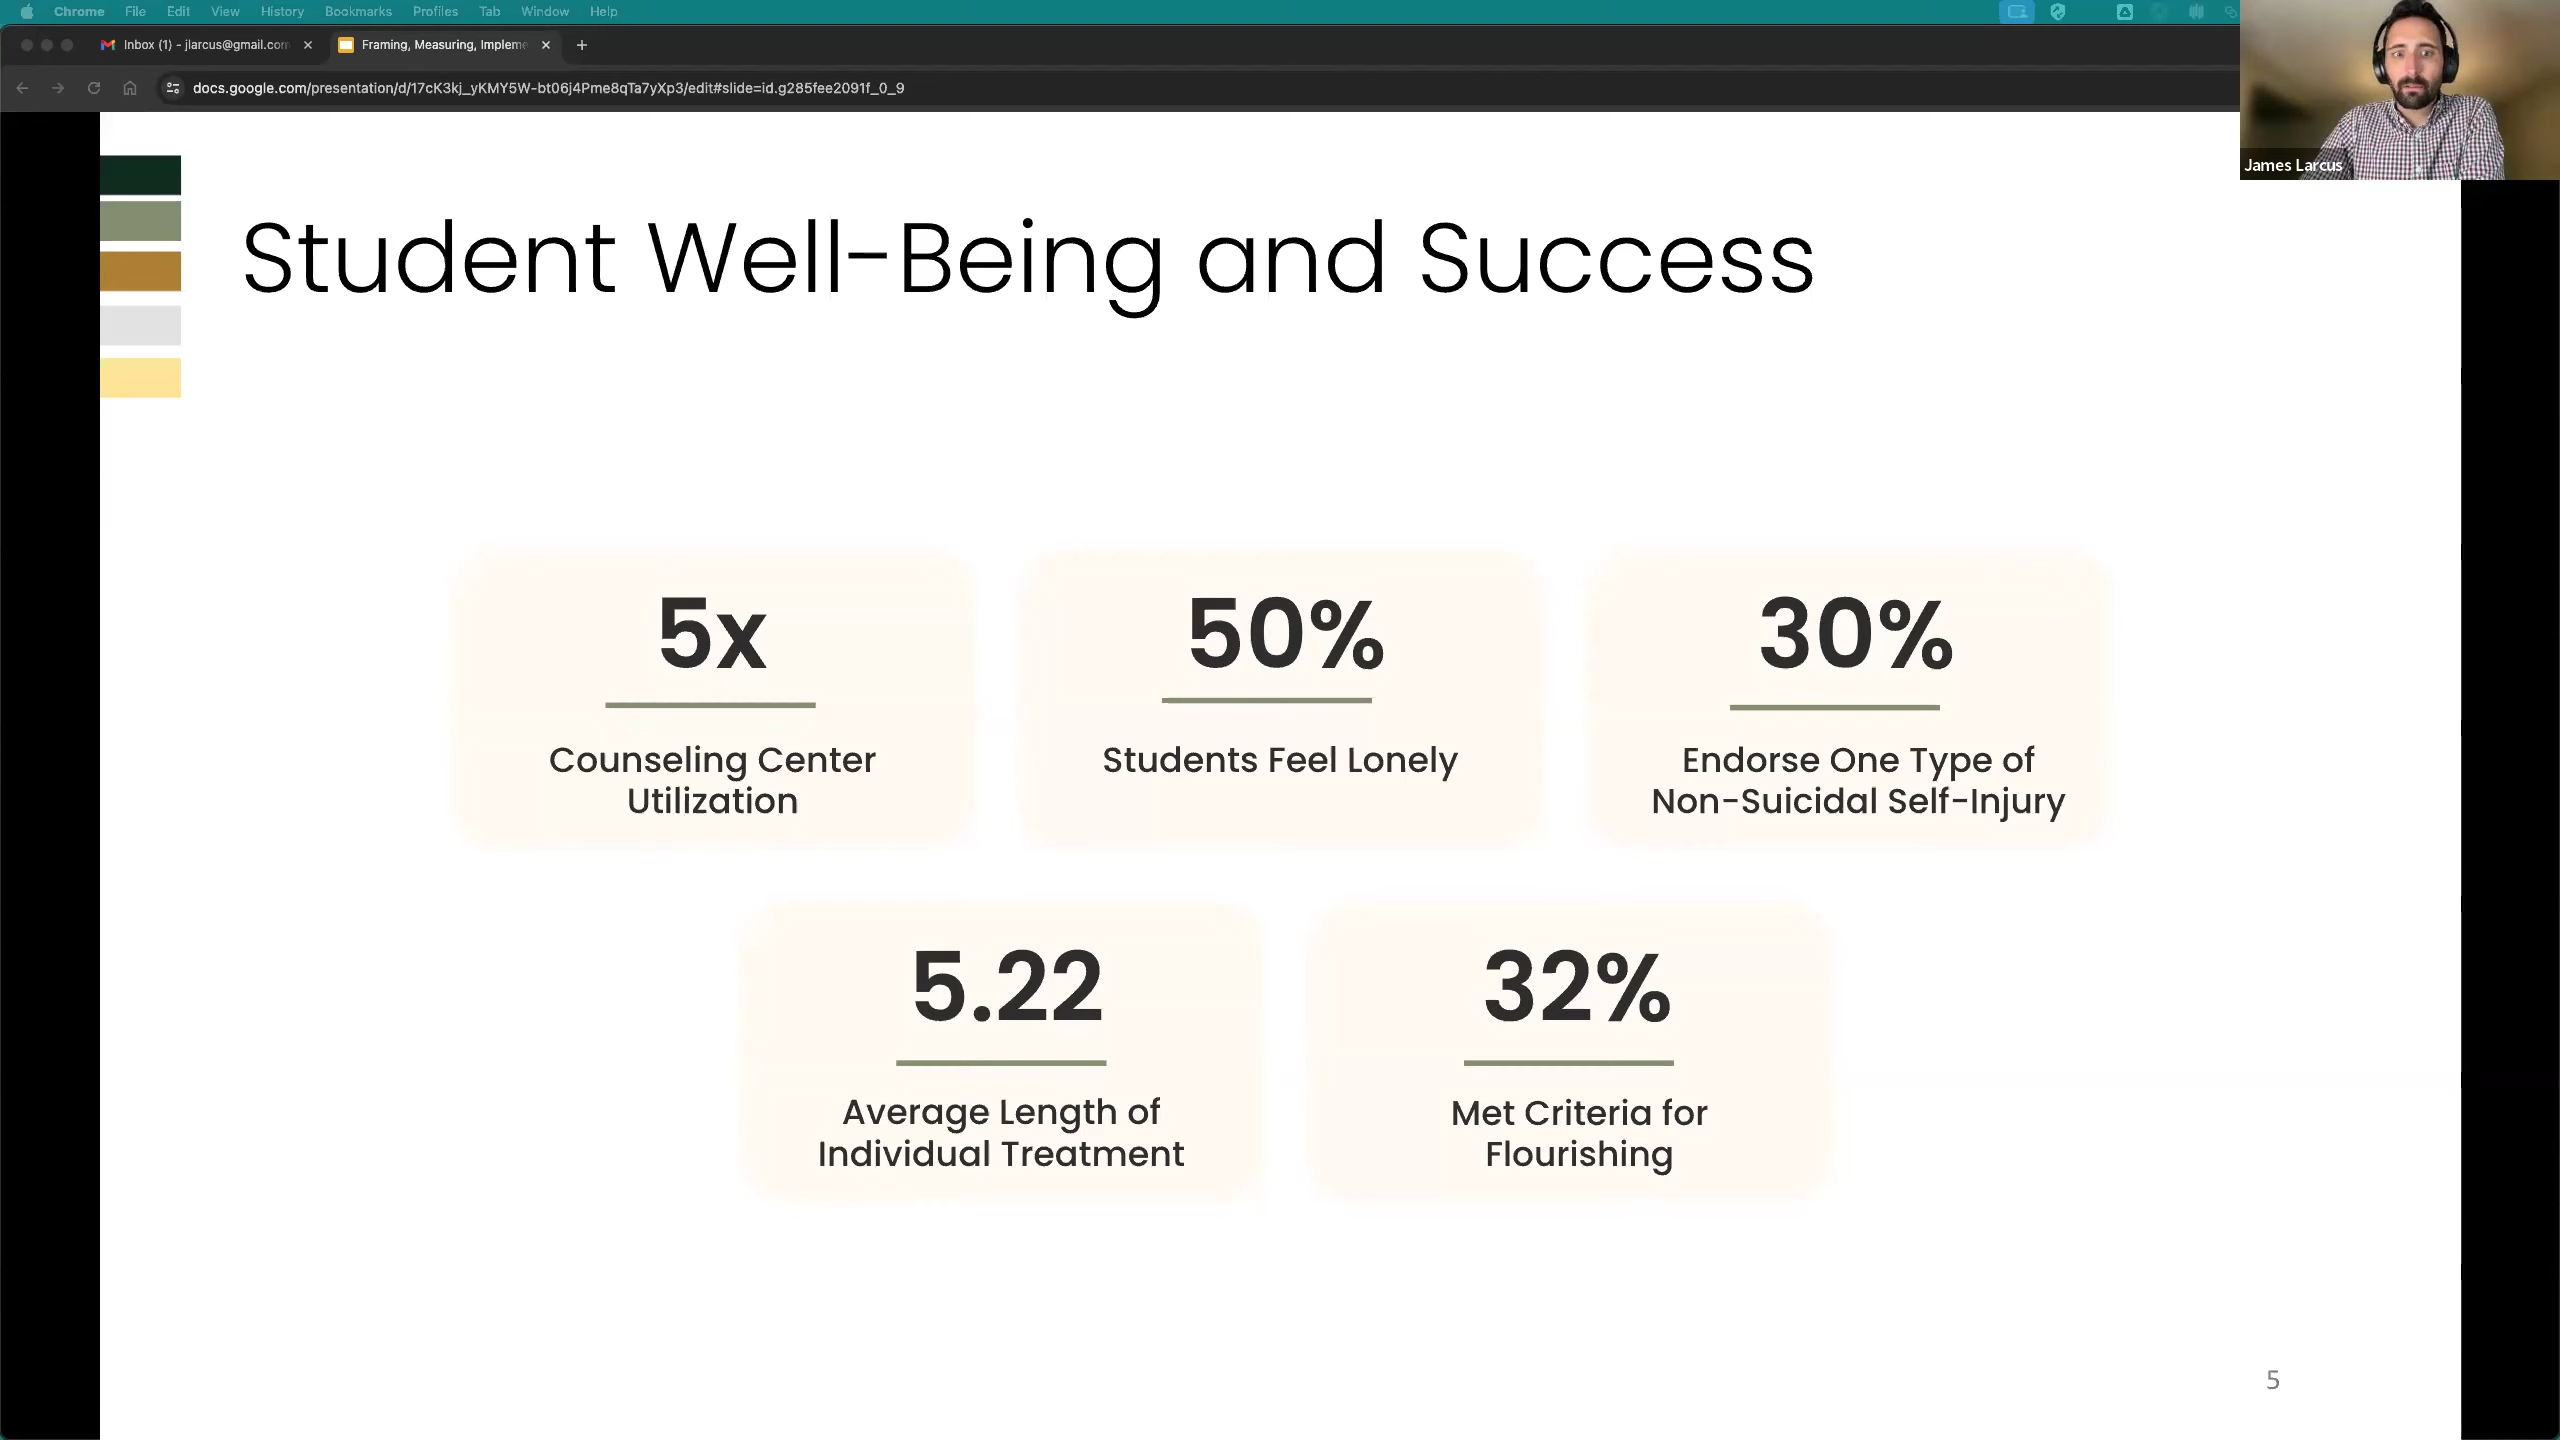 Chrome File Edit View History Bookmarks Profiles Tab Window Help
Inbox (1) - jlarcus@gmail.com
Framing, Measuring, Impleme
docs.google.com/presentation/d/17cK3kj_yKMY5W-bt06j4Pme8qTa7yXp3/edit#slide=id.g285fee2091f_0_9
James Larcus
Student Well-Being and Success
5x
Counseling Center
Utilization
50%
Students Feel Lonely
30%
Endorse One Type of
Non-Suicidal Self-Injury
5.22
Average Length of
Individual Treatment
32%
Met Criteria for
Flourishing
5